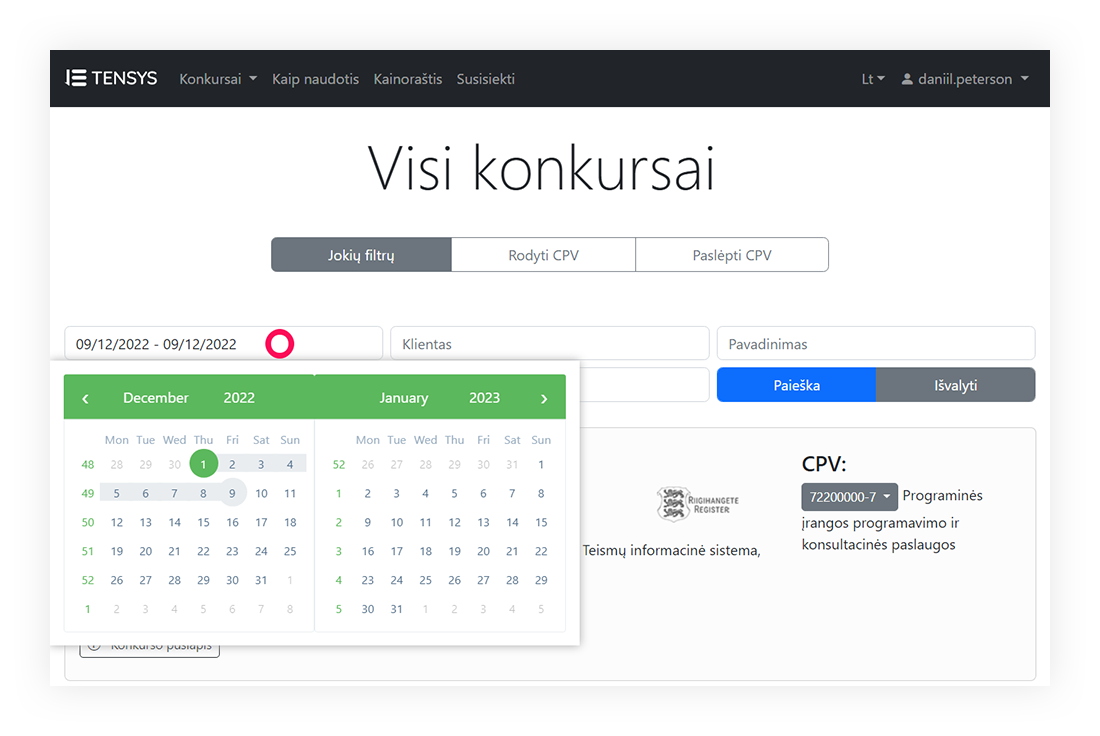 TENSYS Konkursai Kaip naudotis Kainoraštis Susisiekti Lt daniil.peterson
Visi konkursai
Jokių filtrų Rodyti CPV Paslėpti CPV
09/12/2022 - 09/12/2022 Klientas Pavadinimas
Paieška Išvalyti
December 2022 January 2023
Mon Tue Wed Thu Fri Sat Sun Mon Tue Wed Thu Fri Sat Sun
48 28 29 30 1 2 3 4 52 26 27 28 29 30 31 1
49 5 6 7 8 9 10 11 1 2 3 4 5 6 7 8
50 12 13 14 15 16 17 18 2 9 10 11 12 13 14 15
51 19 20 21 22 23 24 25 3 16 17 18 19 20 21 22
52 26 27 28 29 30 31 1 4 23 24 25 26 27 28 29
1 2 3 4 5 6 7 8 5 30 31 1 2 3 4 5
Riigihangete
Register
Teismų informacinė sistema,
CPV:
72200000-7 Programinės
įrangos programavimo ir
konsultacinės paslaugos
Konkurso puslapis